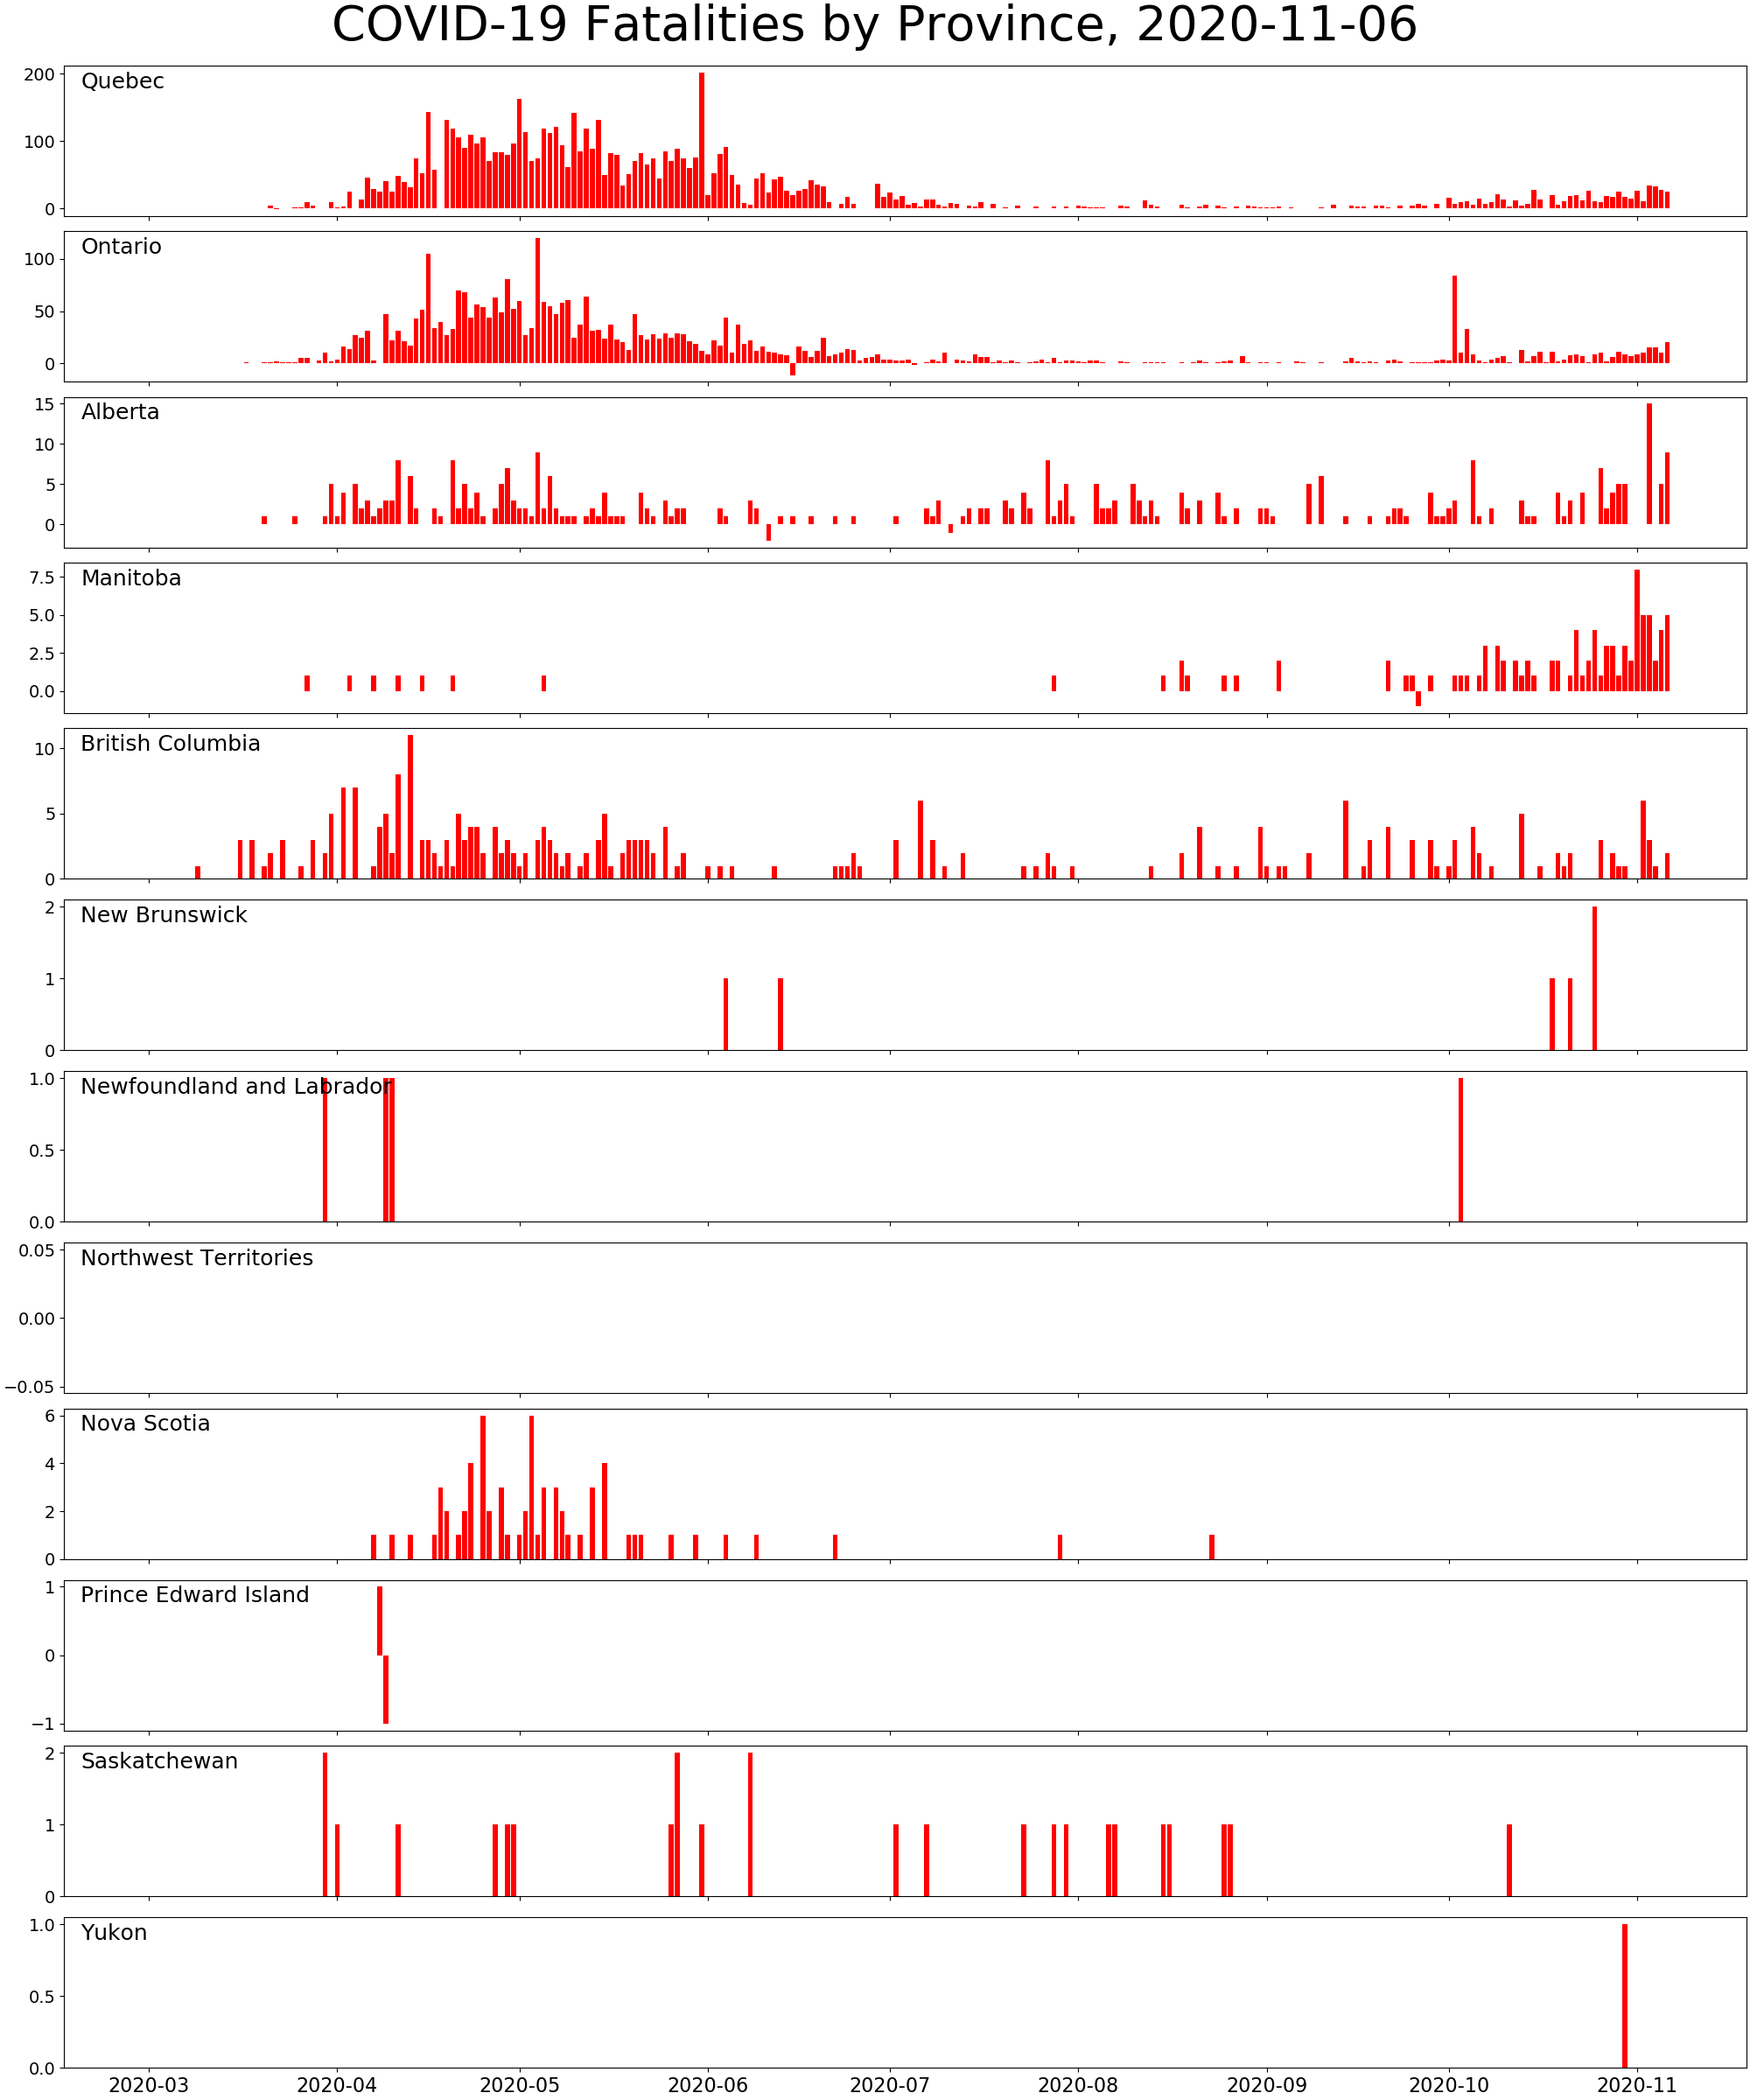 COVID-19 Fatalities by Province, 2020-11-06
Quebec
200
100
0
Ontario
100
50
0
Alberta
15
10
5
0
Manitoba
7.5
5.0
2.5
0.0
British Columbia
10
5
0
New Brunswick
2
1
0
Newfoundland and Labrador
1.0
0.5
0.0
Northwest Territories
0.05
0.00
−0.05
Nova Scotia
6
4
2
0
Prince Edward Island
1
0
−1
Saskatchewan
2
1
0
Yukon
1.0
0.5
0.0
2020-03 2020-04 2020-05 2020-06 2020-07 2020-08 2020-09 2020-10 2020-11